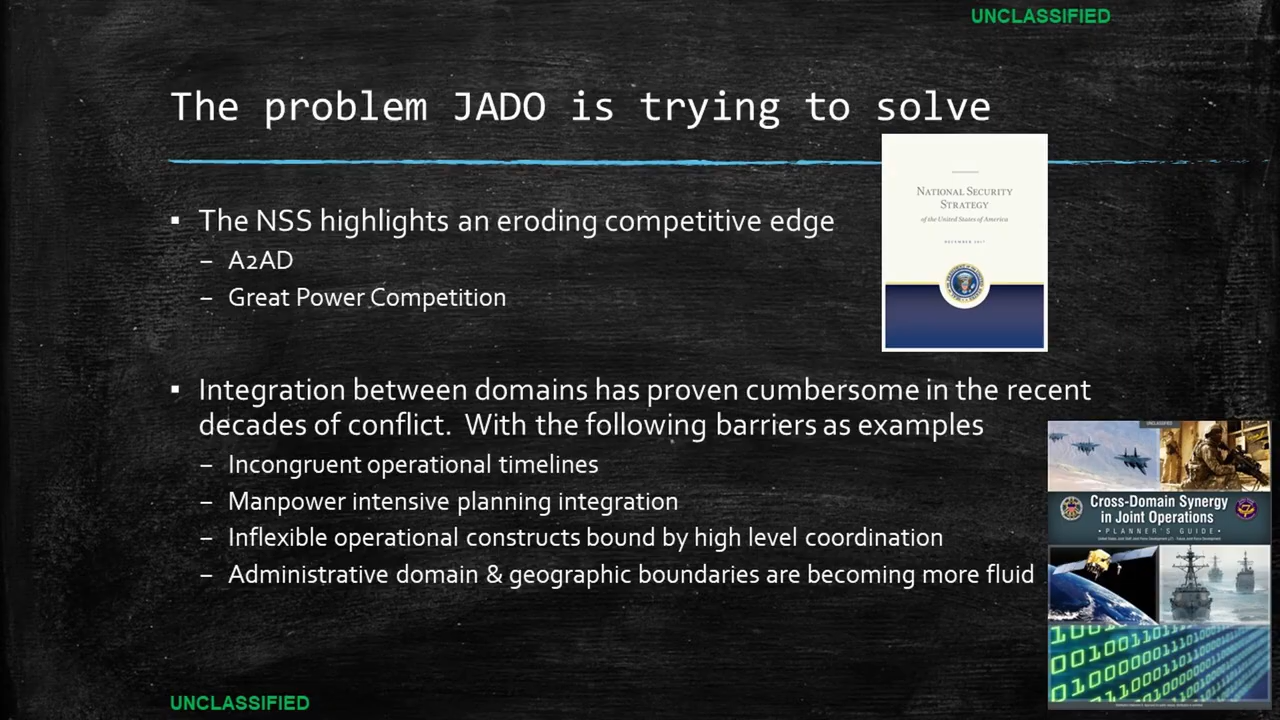 UNCLASSIFIED
The problem JADO is trying to solve
▪ The NSS highlights an eroding competitive edge
– A2AD
– Great Power Competition
NATIONAL SECURITY
STRATEGY
of the United States of America
DECEMBER 2017
▪ Integration between domains has proven cumbersome in the recent
decades of conflict.  With the following barriers as examples
– Incongruent operational timelines
– Manpower intensive planning integration
– Inflexible operational constructs bound by high level coordination
– Administrative domain & geographic boundaries are becoming more fluid
UNCLASSIFIED
Cross-Domain Synergy
in Joint Operations
• PLANNER'S GUIDE •
UNCLASSIFIED